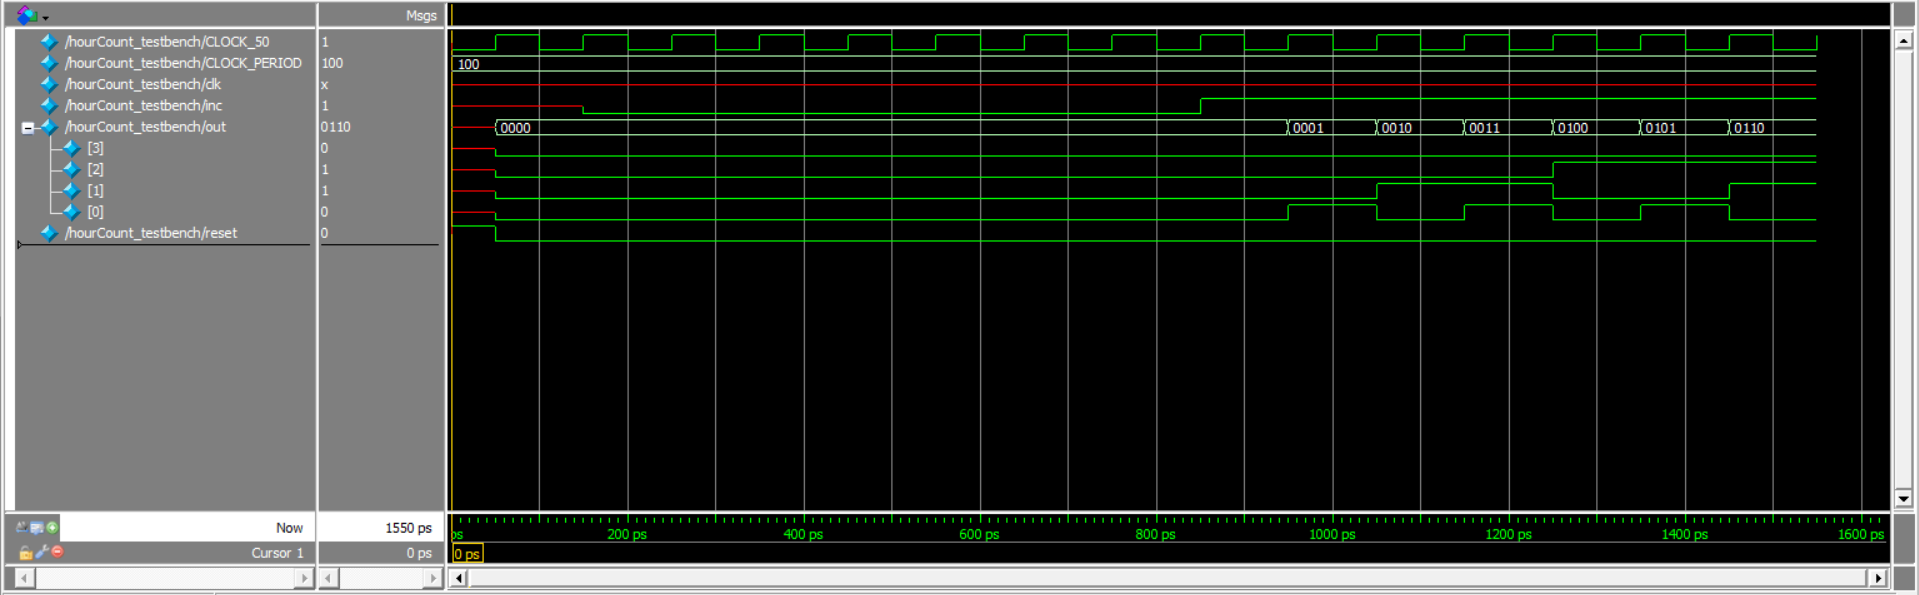 Msgs
/hourCount_testbench/CLOCK_50 1
/hourCount_testbench/CLOCK_PERIOD 100 100
/hourCount_testbench/clk x
/hourCount_testbench/inc 1
/hourCount_testbench/out 0110 0000 0001 0010 0011 0100 0101 0110
[3] 0
[2] 1
[1] 1
[0] 0
/hourCount_testbench/reset 0
Now 1550 ps ps 200 ps 400 ps 600 ps 800 ps 1000 ps 1200 ps 1400 ps 1600 ps
Cursor 1 0 ps 0 ps